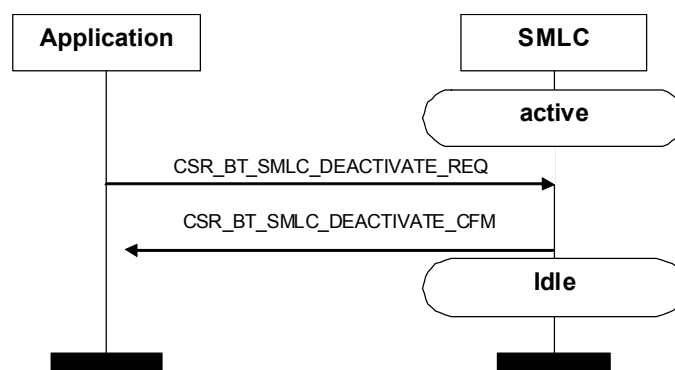 Application
SMLC
active
CSR_BT_SMLC_DEACTIVATE_REQ
CSR_BT_SMLC_DEACTIVATE_CFM
Idle